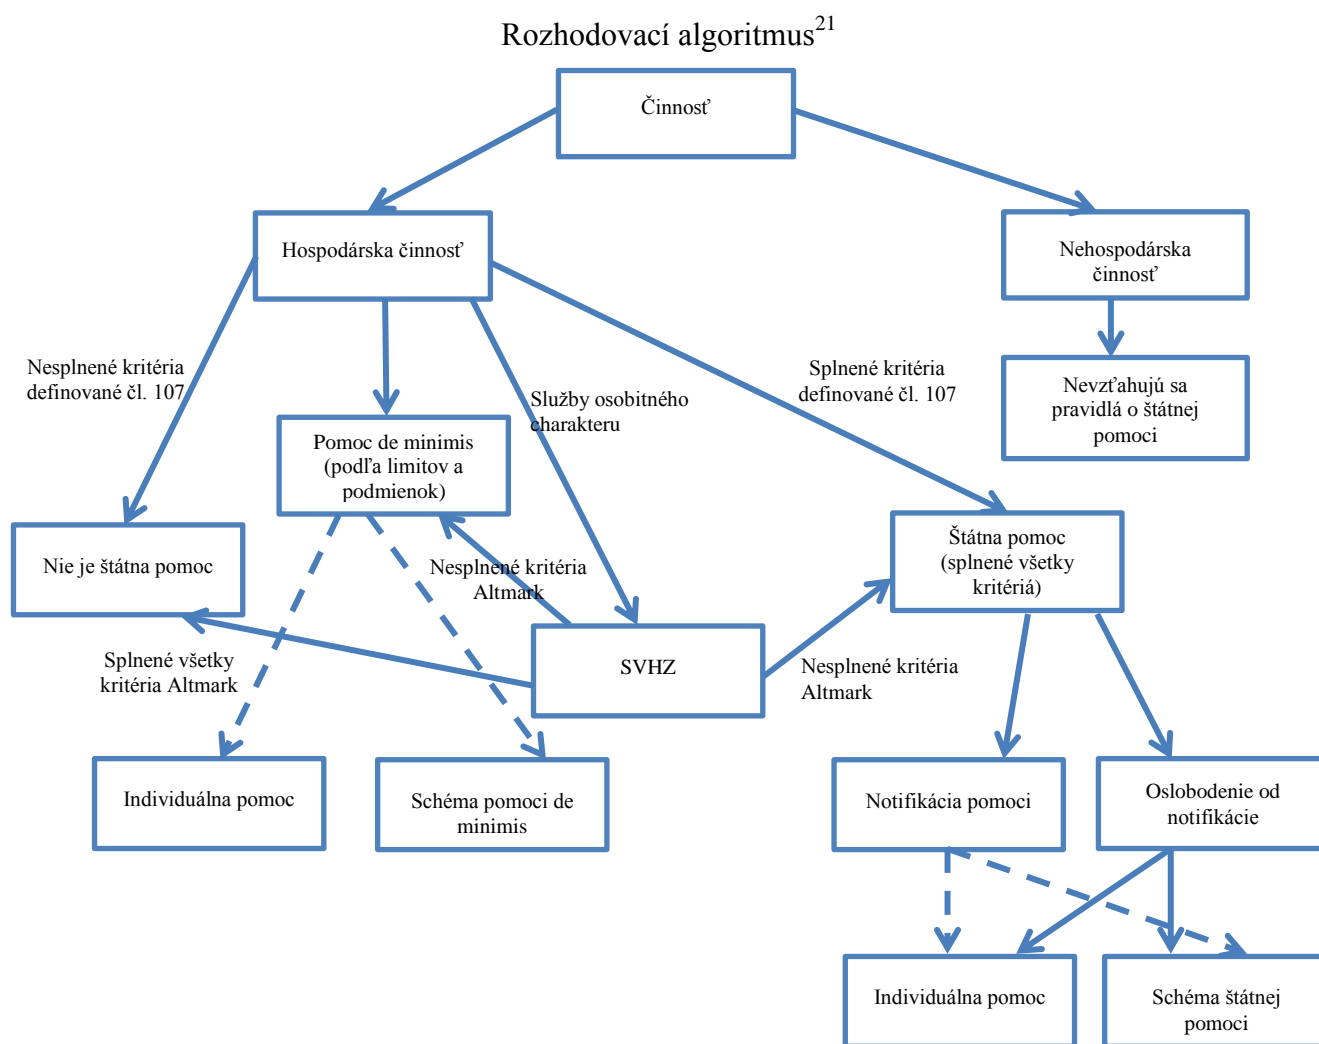 Rozhodovací algoritmus21
Činnosť
Hospodárska činnosť
Nehospodárska
činnosť
Nesplnené kritéria
definované čl. 107
Splnené kritéria
definované čl. 107
Služby osobitného
charakteru
Nevzťahujú sa
pravidlá o štátnej
pomoci
Pomoc de minimis
(podľa limitov a
podmienok)
Nie je štátna pomoc
Nesplnené kritéria
Altmark
Štátna pomoc
(splnené všetky
kritériá)
Splnené všetky
kritéria Altmark
SVHZ
Nesplnené kritéria
Altmark
Individuálna pomoc
Schéma pomoci de
minimis
Notifikácia pomoci
Oslobodenie od
notifikácie
Individuálna pomoc
Schéma štátnej
pomoci